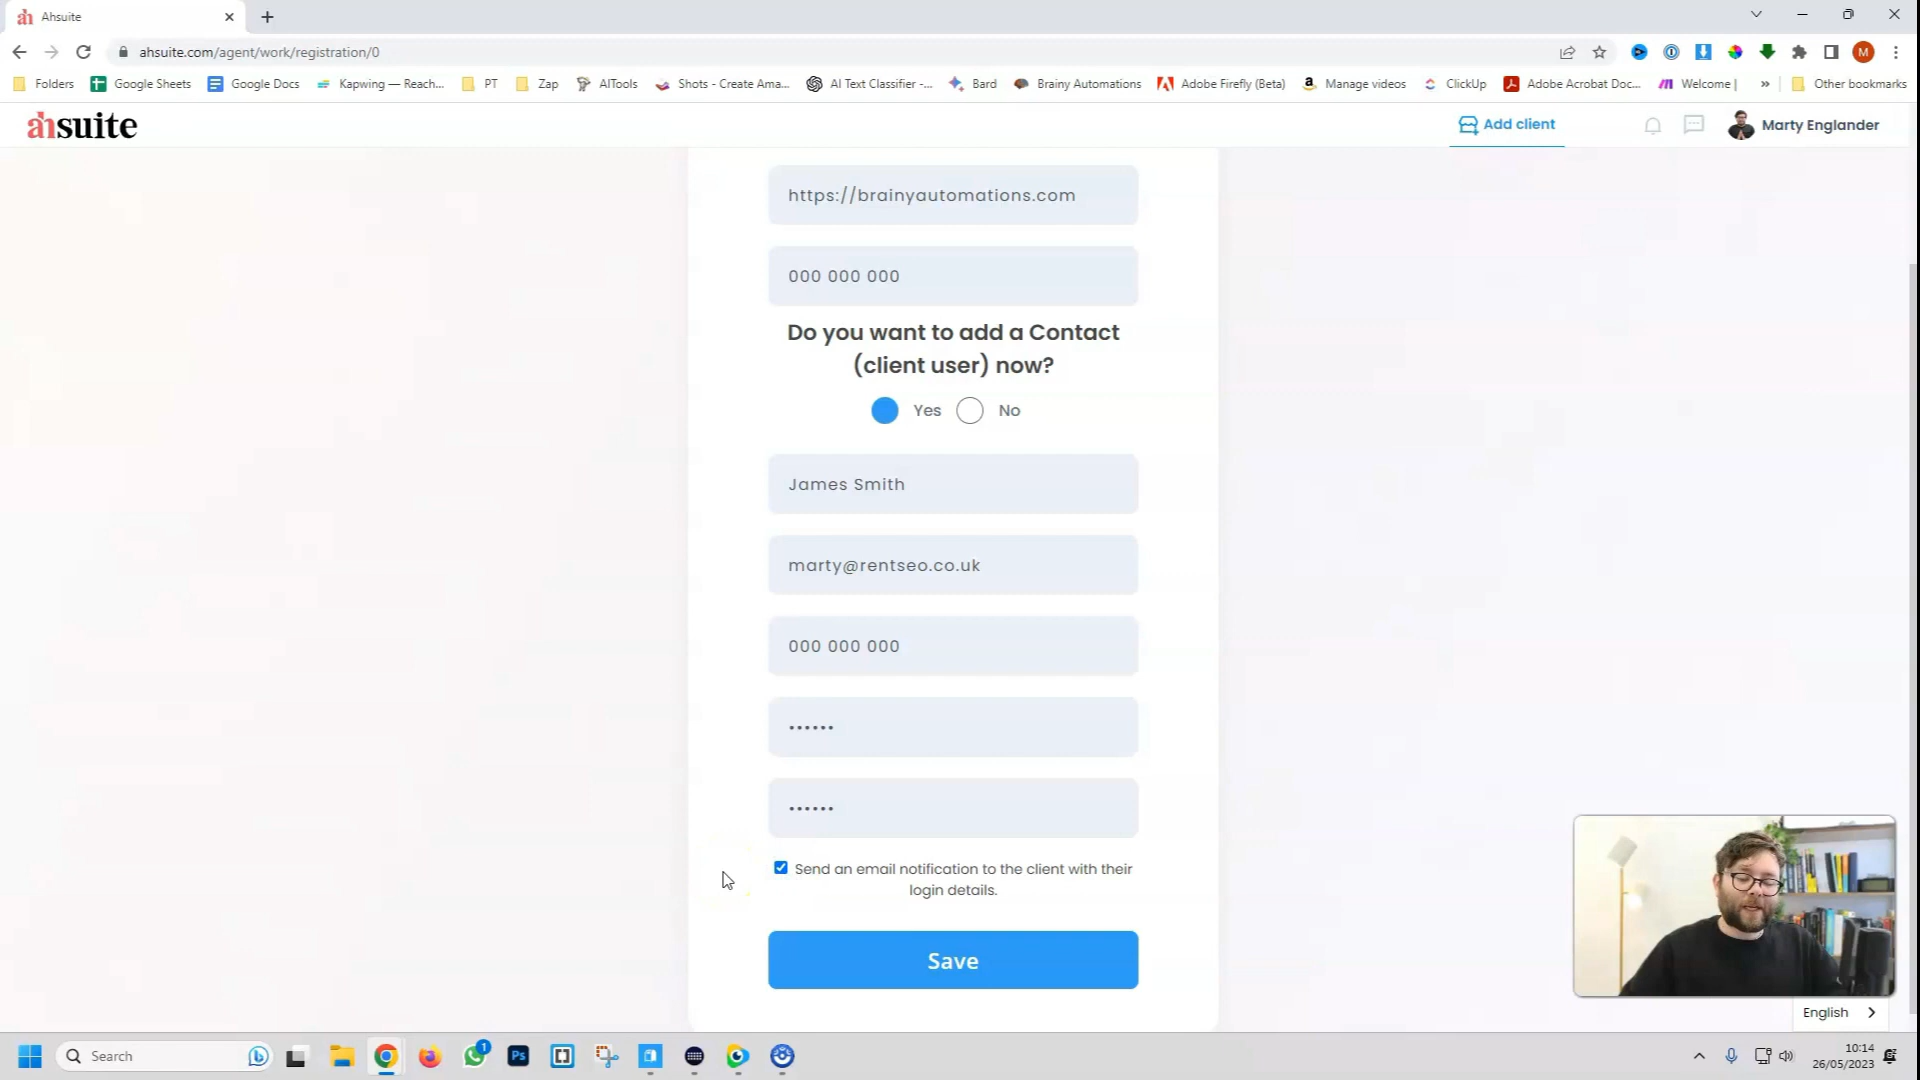 Ahsuite
ahsuite.com/agent/work/registration/0
M
Folders
Google Sheets
Google Docs
Kapwing — Reach...
PT
Zap
AITools
Shots - Create Ama...
AI Text Classifier -...
Bard
Brainy Automations
Adobe Firefly (Beta)
Manage videos
ClickUp
Adobe Acrobat Doc...
Welcome |
»
Other bookmarks
ahsuite
Add client
Marty Englander
https://brainyautomations.com
000 000 000
Do you want to add a Contact
(client user) now?
Yes
No
James Smith
marty@rentseo.co.uk
000 000 000
••••••
••••••
Send an email notification to the client with their
login details.
Save
English
Search
1
Ps
10:14
26/05/2023